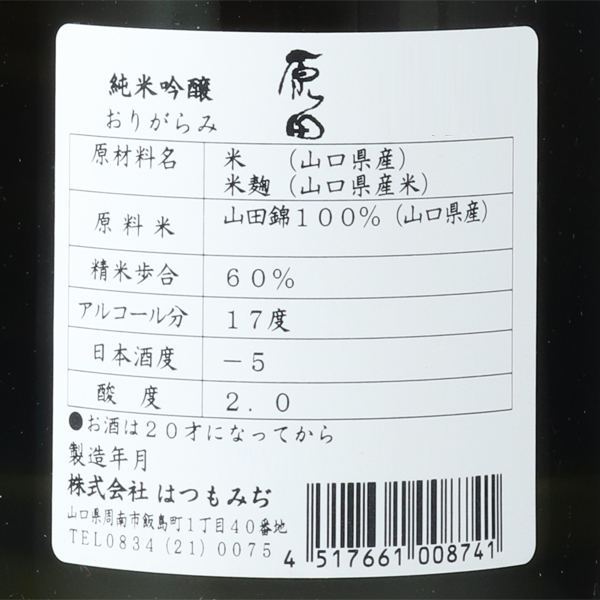 純米吟醸
おりがらみ
原田
原材料名 米 （山口県産）
米麹 （山口県産米）
原料米 山田錦１００％（山口県産）
精米歩合 ６０％
アルコール分 １７度
日本酒度 －５
酸 度 ２．０
●お酒は２０才になってから
製造年月
株式会社 はつもみぢ
山口県周南市飯島町１丁目４０番地
TEL0834 (21) 0075
4 517661 008741